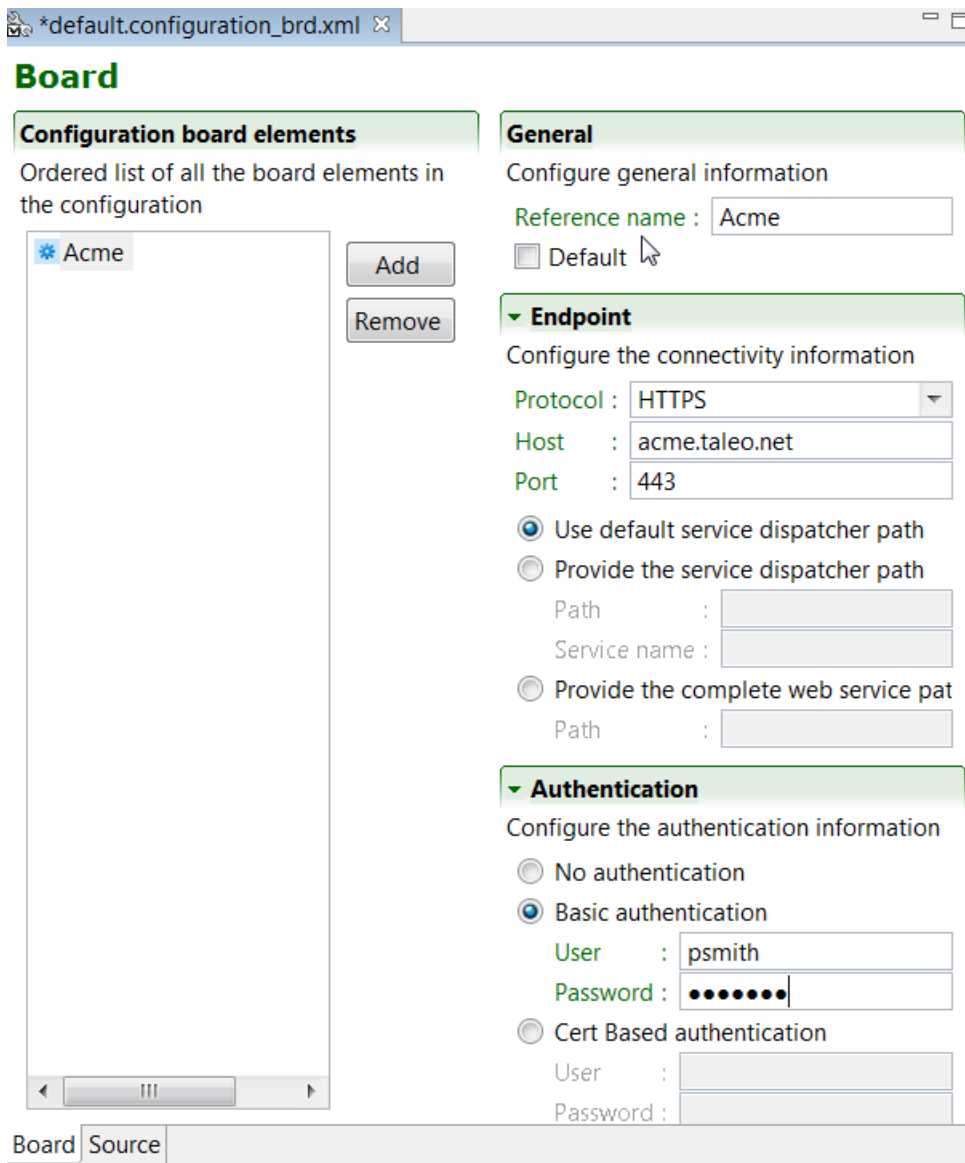 *default.configuration_brd.xml
Board
Configuration board elements
Ordered list of all the board elements in
the configuration
Acme
Add
Remove
General
Configure general information
Reference name : Acme
Default
Endpoint
Configure the connectivity information
Protocol : HTTPS
Host : acme.taleo.net
Port : 443
Use default service dispatcher path
Provide the service dispatcher path
Path :
Service name :
Provide the complete web service pat
Path :
Authentication
Configure the authentication information
No authentication
Basic authentication
User : psmith
Password : ●●●●●●●
Cert Based authentication
User :
Password :
Board Source